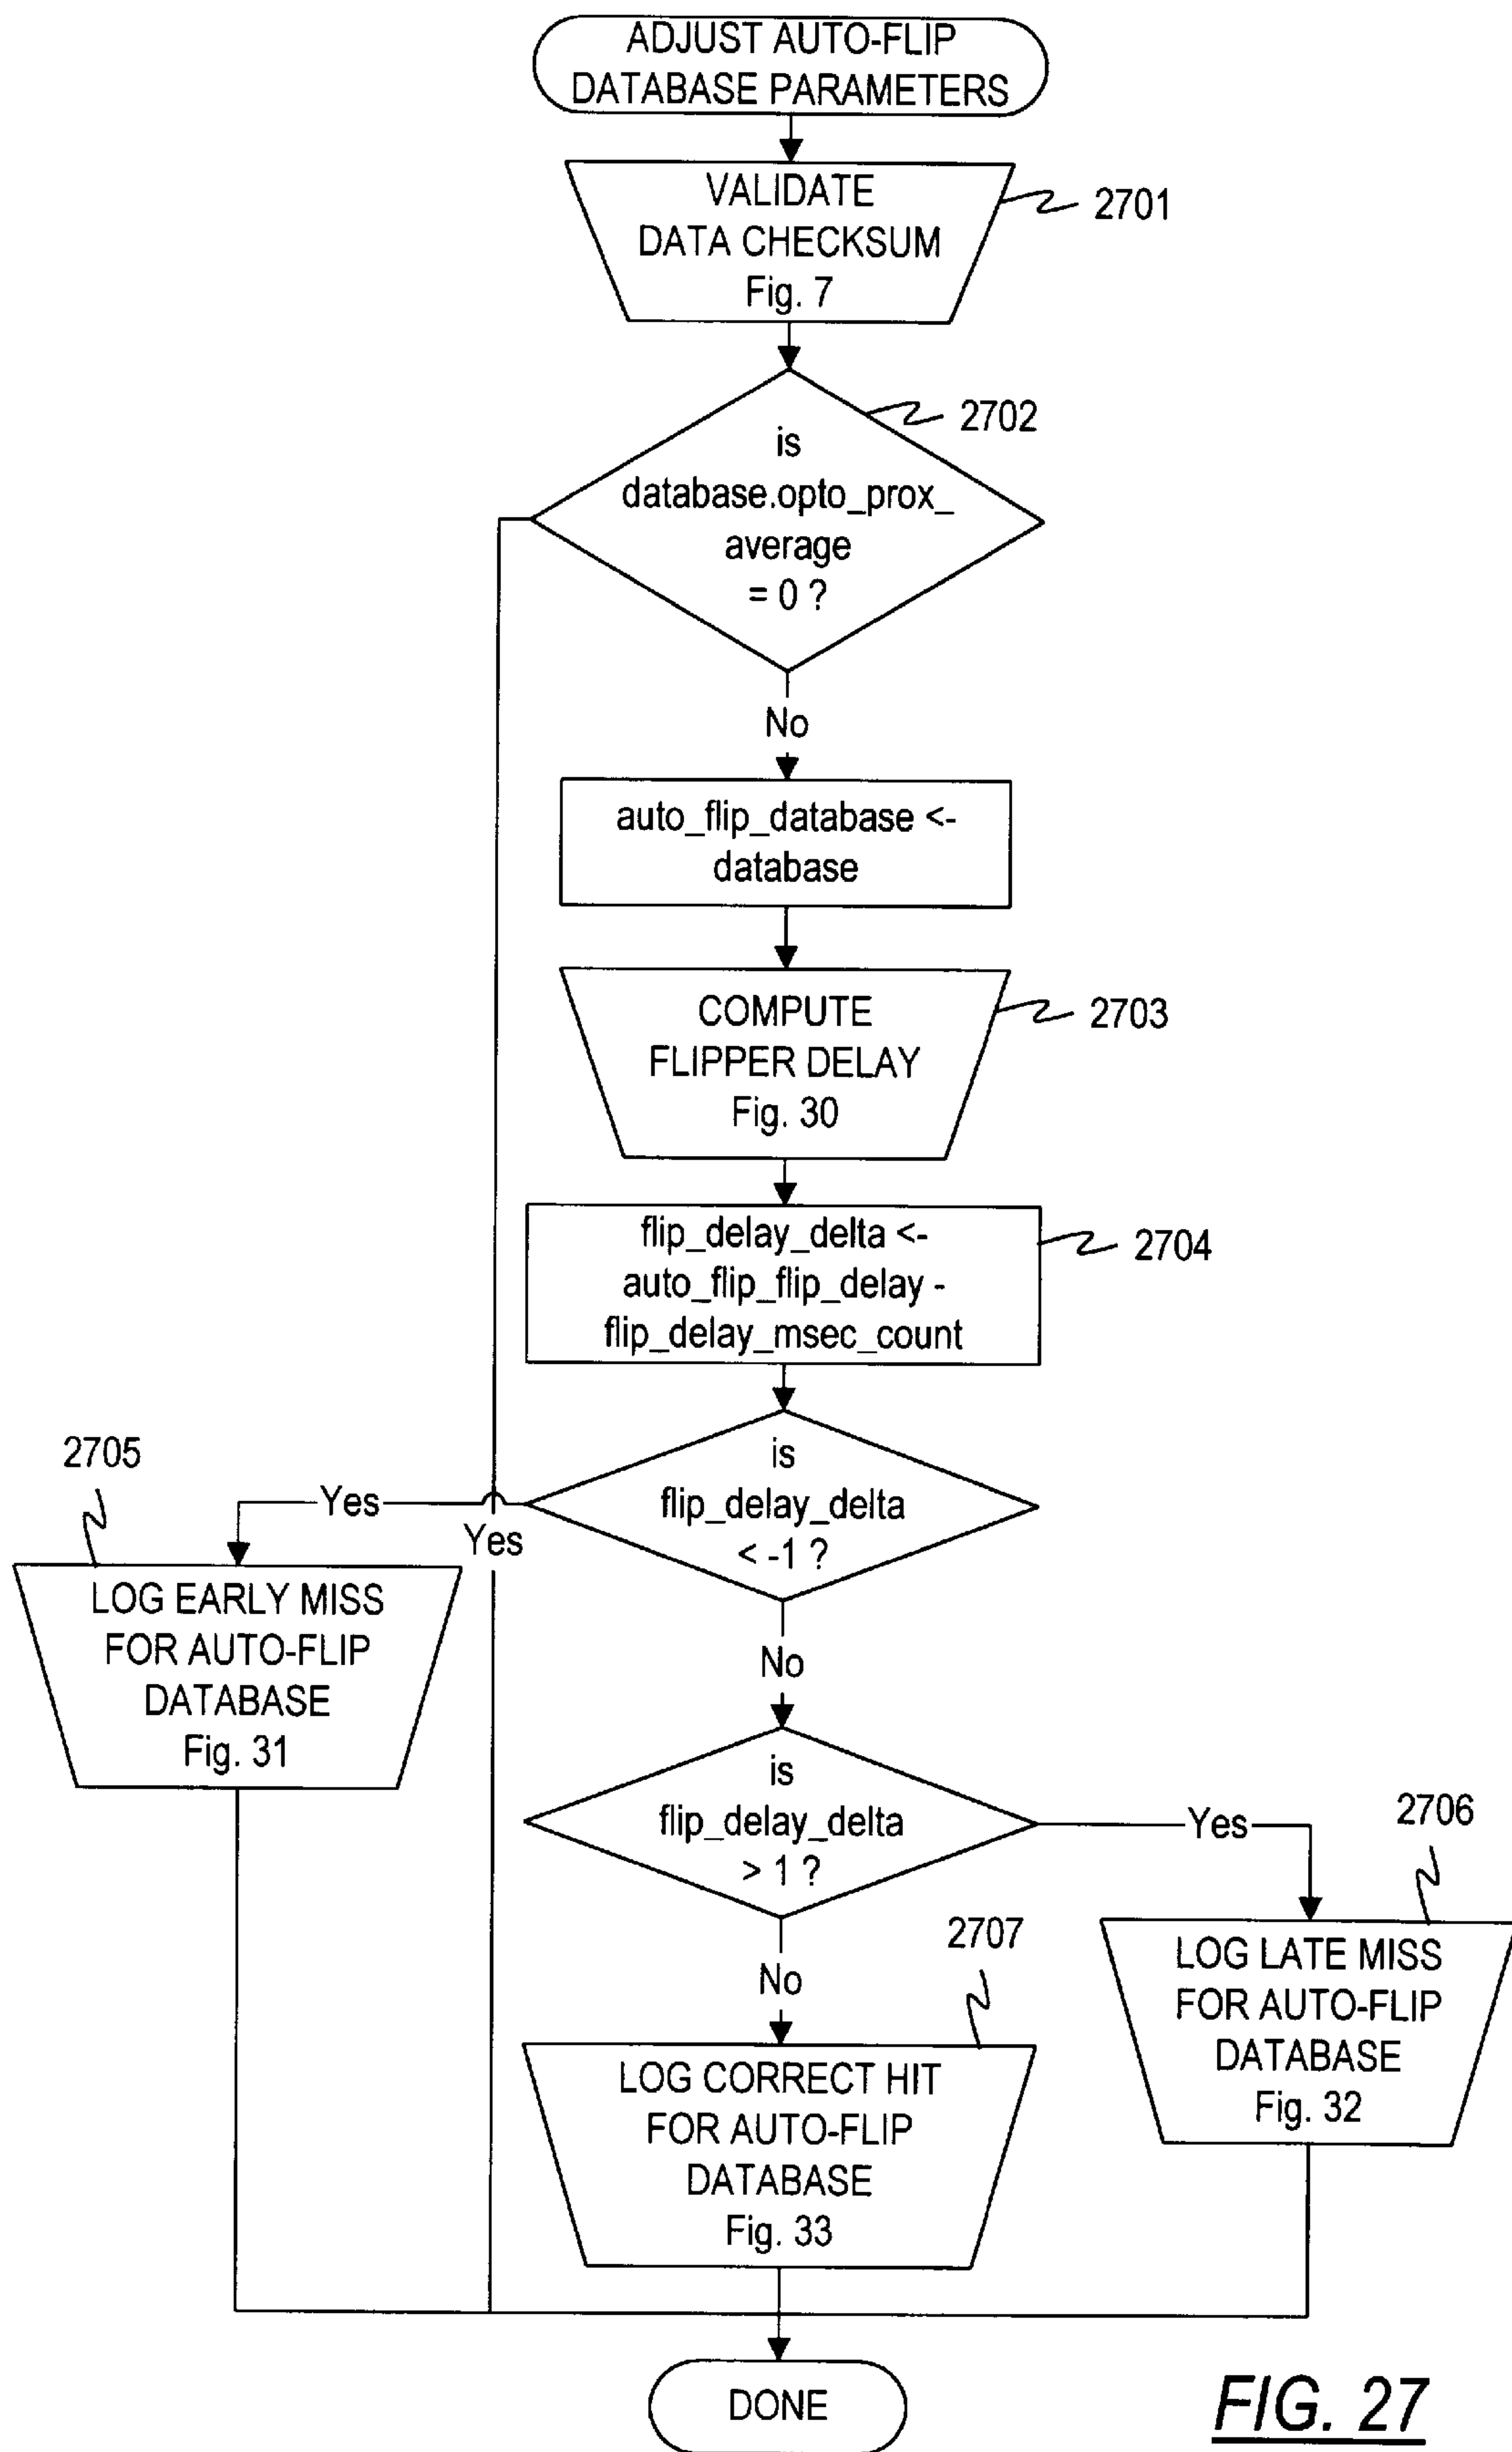 ADJUST AUTO-FLIP
DATABASE PARAMETERS
VALIDATE
DATA CHECKSUM
Fig. 7
2701
2702
is
database.opto_prox_
average
= 0 ?
No
auto_flip_database <-
database
COMPUTE
FLIPPER DELAY
Fig. 30
2703
flip_delay_delta <-
auto_flip_flip_delay -
flip_delay_msec_count
2704
is
flip_delay_delta
< -1 ?
Yes
Yes
2705
LOG EARLY MISS
FOR AUTO-FLIP
DATABASE
Fig. 31
No
is
flip_delay_delta
> 1 ?
Yes
2706
LOG LATE MISS
FOR AUTO-FLIP
DATABASE
Fig. 32
No
2707
LOG CORRECT HIT
FOR AUTO-FLIP
DATABASE
Fig. 33
DONE
FIG. 27